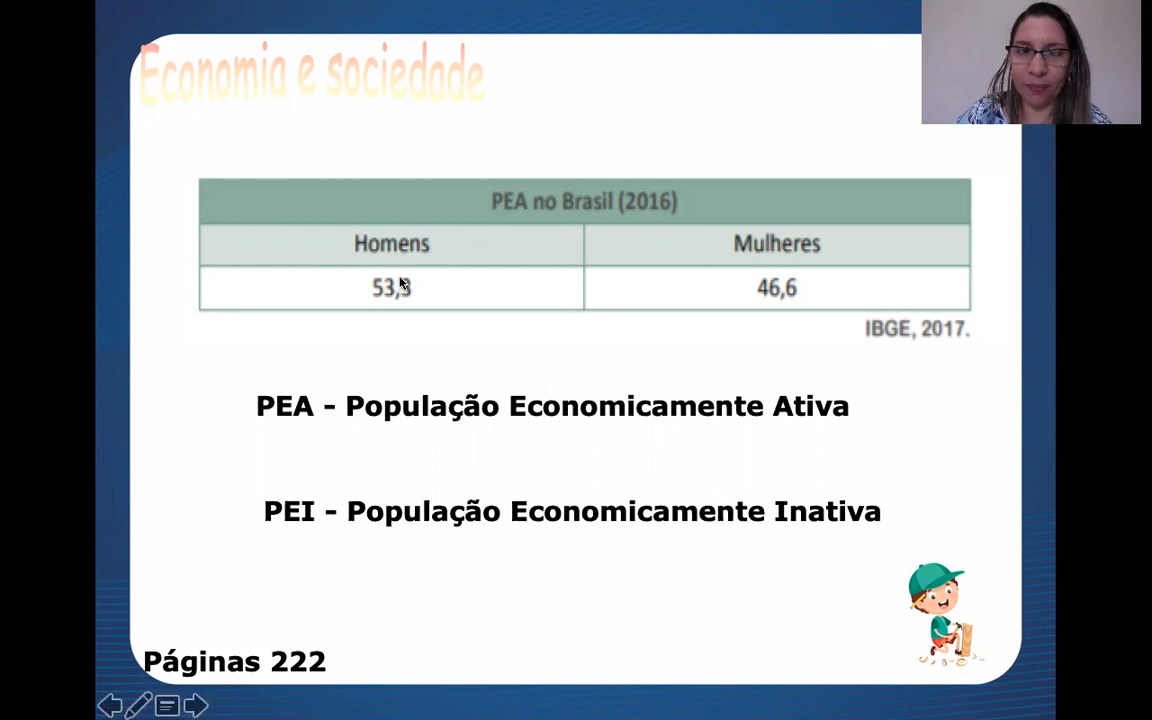 Economia e sociedade
PEA no Brasil (2016)
Homens Mulheres
53,3 46,6
IBGE, 2017.
PEA - População Economicamente Ativa
PEI - População Economicamente Inativa
Páginas 222